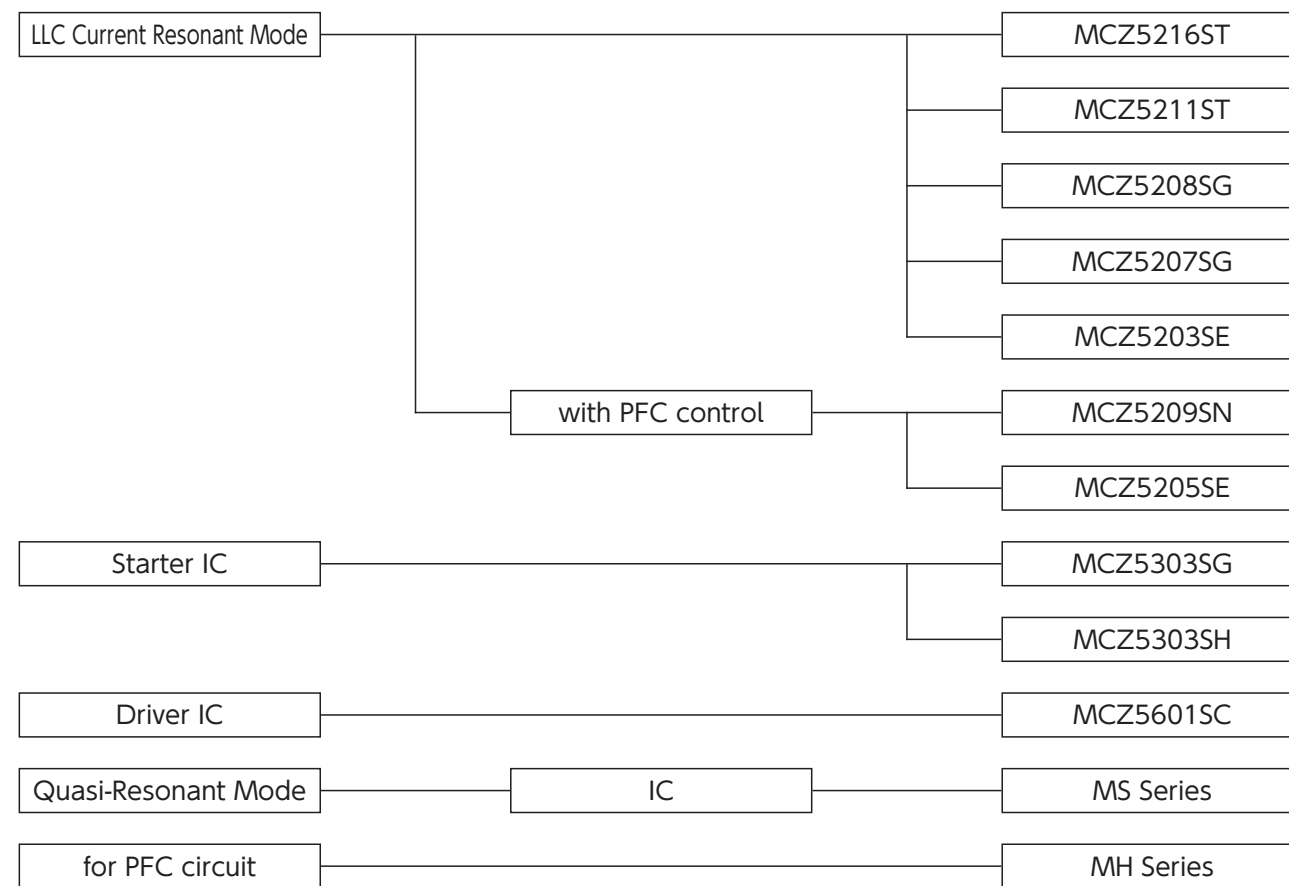 LLC Current Resonant Mode
MCZ5216ST
MCZ5211ST
MCZ5208SG
MCZ5207SG
MCZ5203SE
with PFC control
MCZ5209SN
MCZ5205SE
Starter IC
MCZ5303SG
MCZ5303SH
Driver IC
MCZ5601SC
Quasi-Resonant Mode
IC
MS Series
for PFC circuit
MH Series